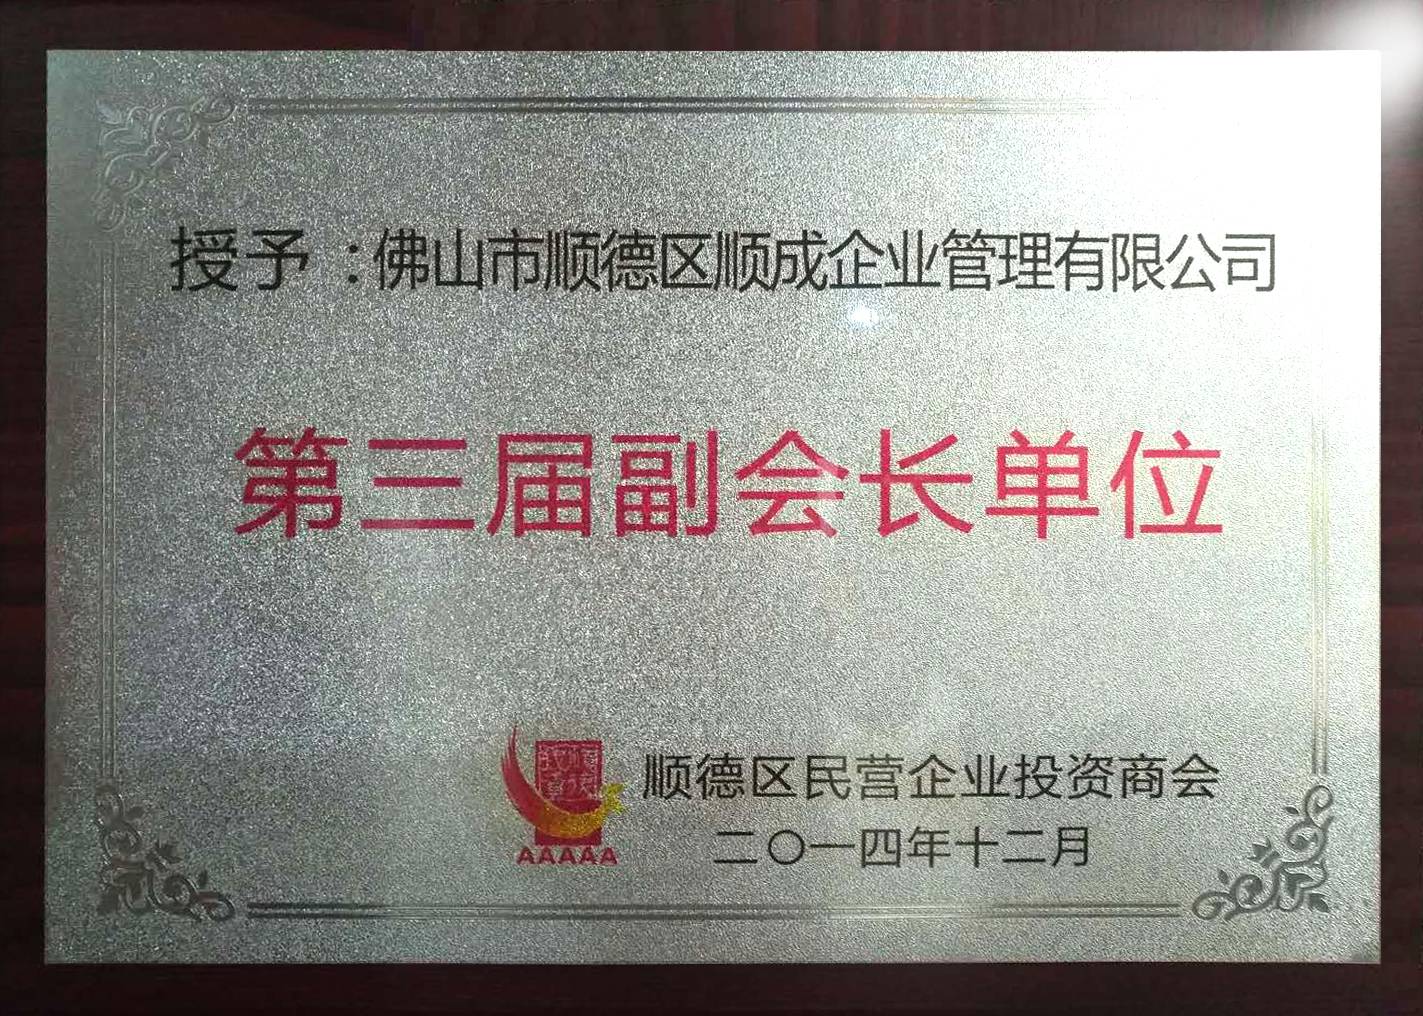 授予：佛山市顺德区顺成企业管理有限公司
第三届副会长单位
顺德区民营企业投资商会
AAAAA
二〇一四年十二月